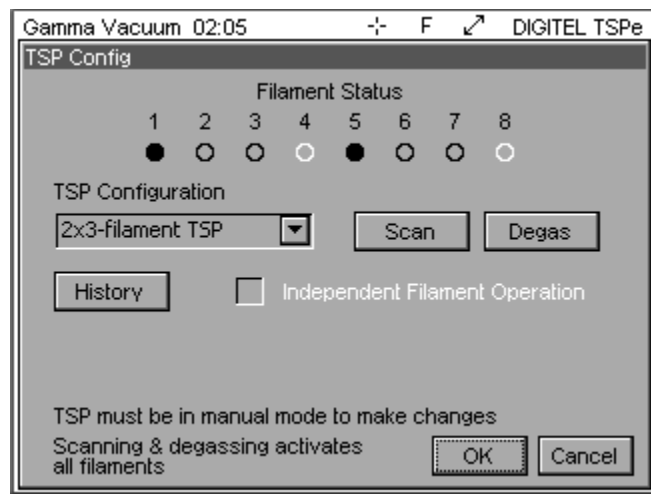 Gamma Vacuum 02:05 F DIGITEL TSPe
TSP Config
Filament Status
1 2 3 4 5 6 7 8
TSP Configuration
2x3-filament TSP Scan Degas
History Independent Filament Operation
TSP must be in manual mode to make changes
Scanning & degassing activates
all filaments
OK Cancel